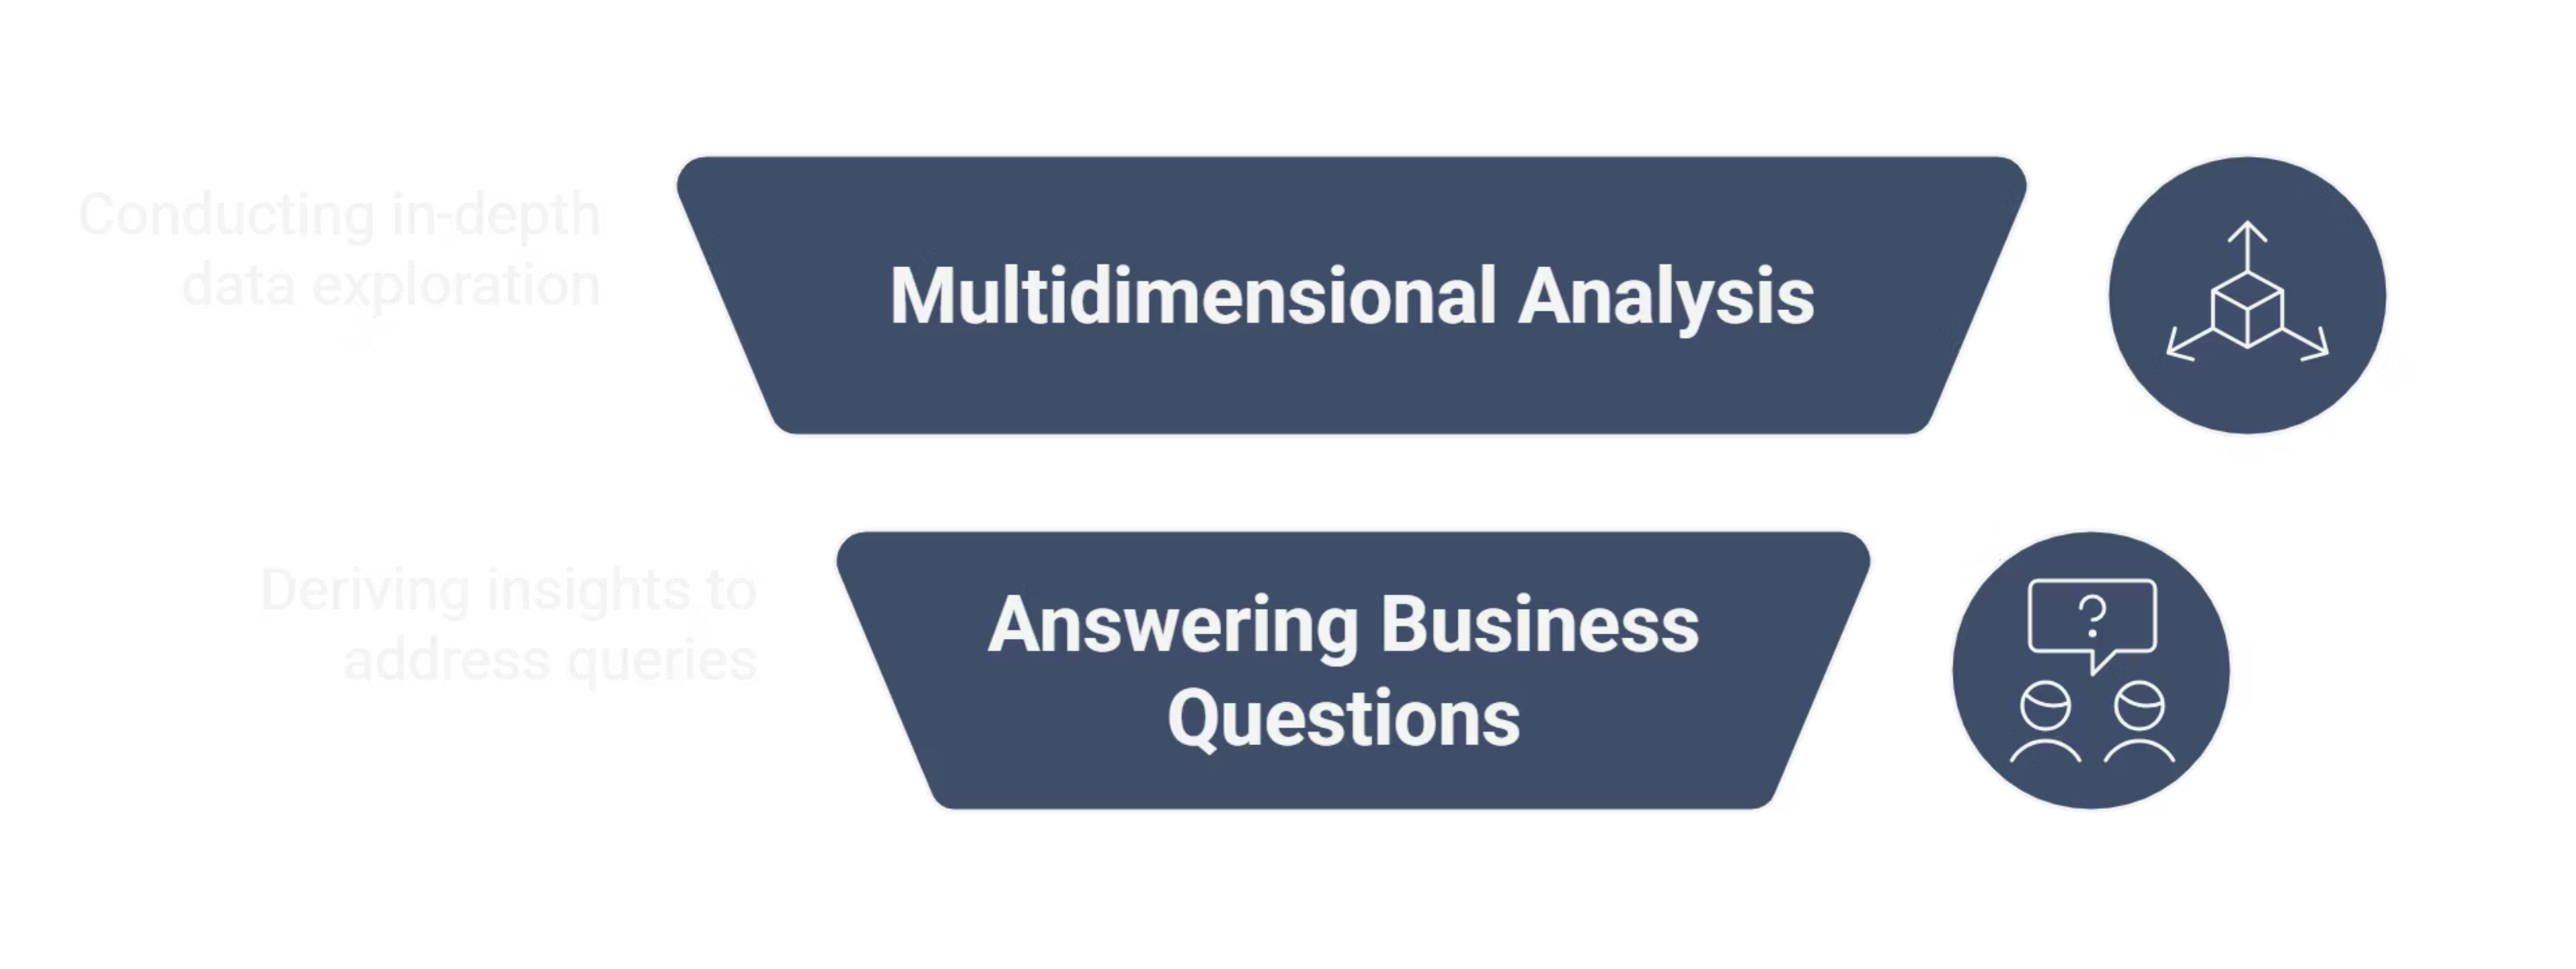 Conducting in-depth
data exploration
Multidimensional Analysis
Deriving insights to
address queries
Answering Business
Questions
?